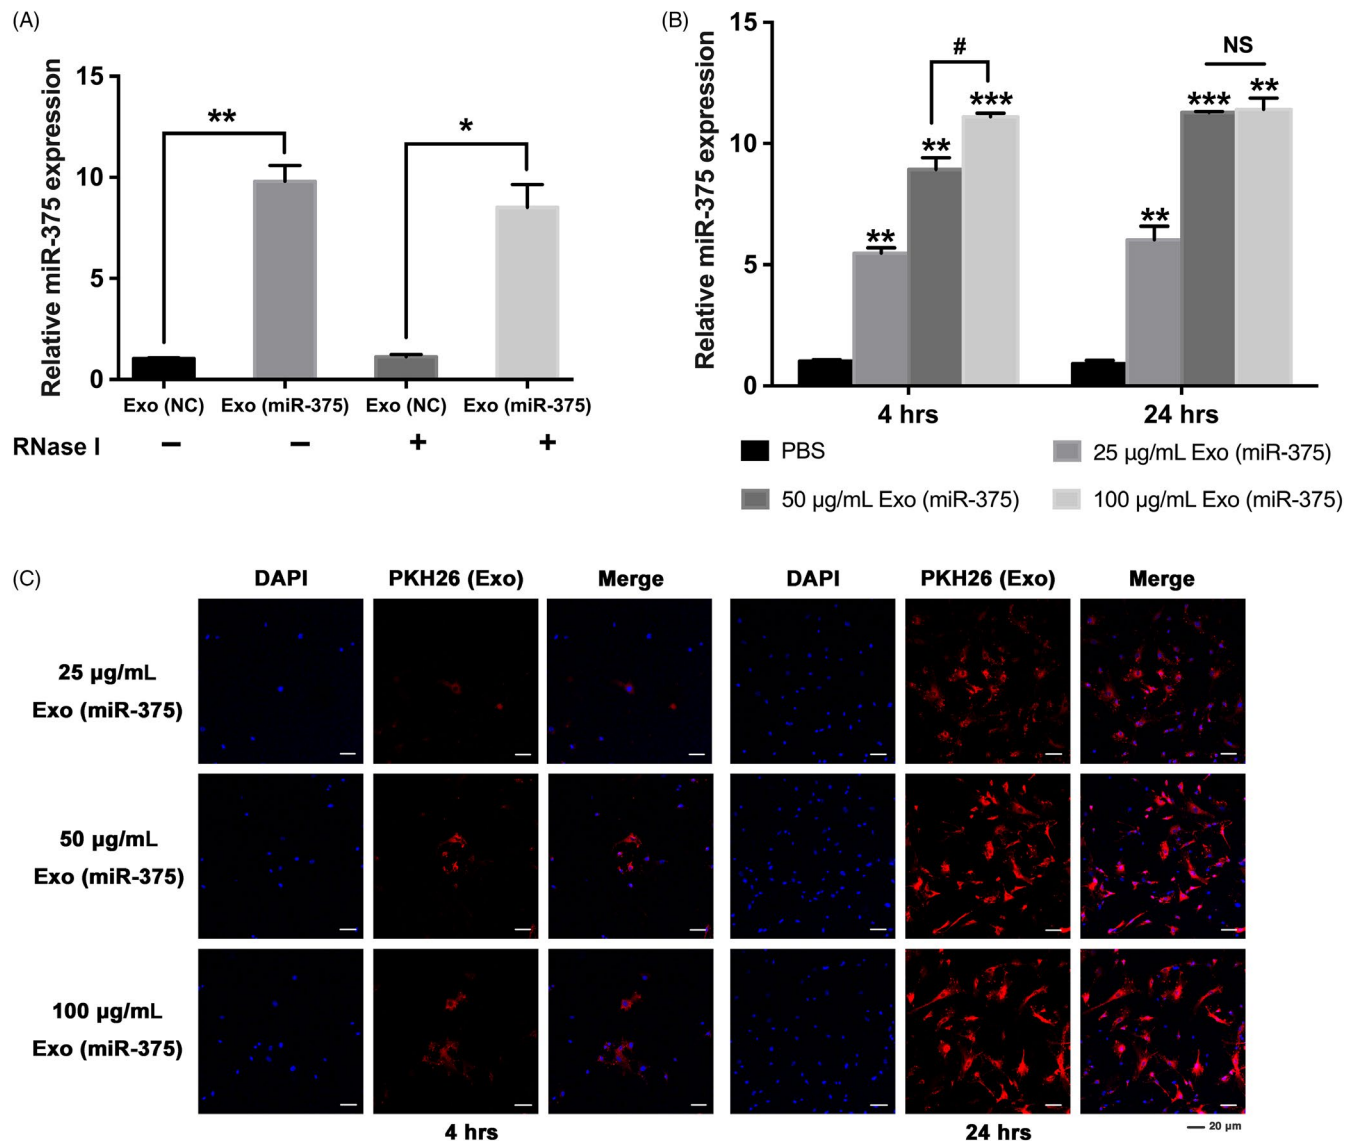 (A)
Relative miR-375 expression
15
10
5
0
**
*
Exo (NC) Exo (miR-375) Exo (NC) Exo (miR-375)
RNase I – – + +
(B)
Relative miR-375 expression
15
10
5
0
#
NS
** ** *** ** *** **
4 hrs 24 hrs
PBS 25 µg/mL Exo (miR-375)
50 µg/mL Exo (miR-375) 100 µg/mL Exo (miR-375)
(C)
DAPI PKH26 (Exo) Merge DAPI PKH26 (Exo) Merge
25 µg/mL
Exo (miR-375)
50 µg/mL
Exo (miR-375)
100 µg/mL
Exo (miR-375)
4 hrs 24 hrs
20 µm